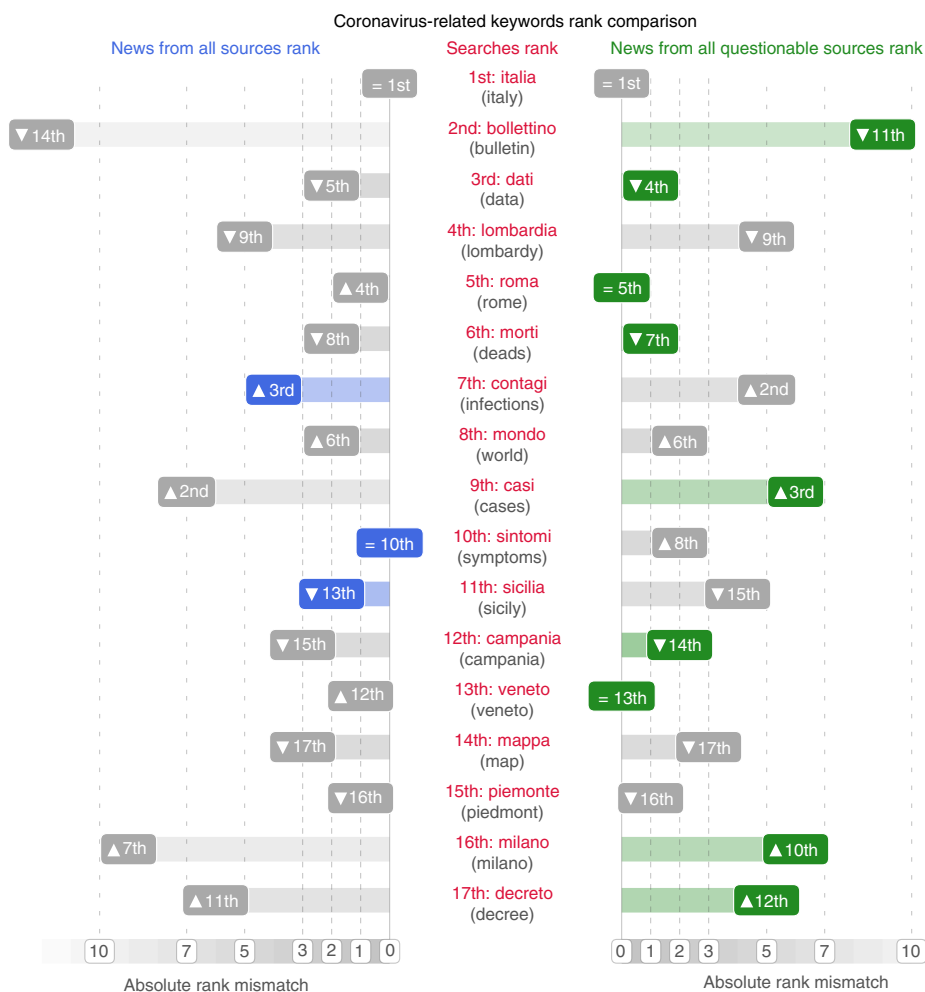 Coronavirus-related keywords rank comparison
News from all sources rank Searches rank News from all questionable sources rank
= 1st 1st: italia = 1st
(italy)
▼14th 2nd: bollettino ▼11th
(bulletin)
▼5th 3rd: dati ▼4th
(data)
▼9th 4th: lombardia ▼9th
(lombardy)
▲4th 5th: roma = 5th
(rome)
▼8th 6th: morti ▼7th
(deads)
▲3rd 7th: contagi ▲2nd
(infections)
▲6th 8th: mondo ▲6th
(world)
▲2nd 9th: casi ▲3rd
(cases)
= 10th 10th: sintomi ▲8th
(symptoms)
▼13th 11th: sicilia ▼15th
(sicily)
▼15th 12th: campania ▼14th
(campania)
▲12th 13th: veneto = 13th
(veneto)
▼17th 14th: mappa ▼17th
(map)
▼16th 15th: piemonte ▼16th
(piedmont)
▲7th 16th: milano ▲10th
(milano)
▲11th 17th: decreto ▲12th
(decree)
10 7 5 3 2 1 0 0 1 2 3 5 7 10
Absolute rank mismatch Absolute rank mismatch